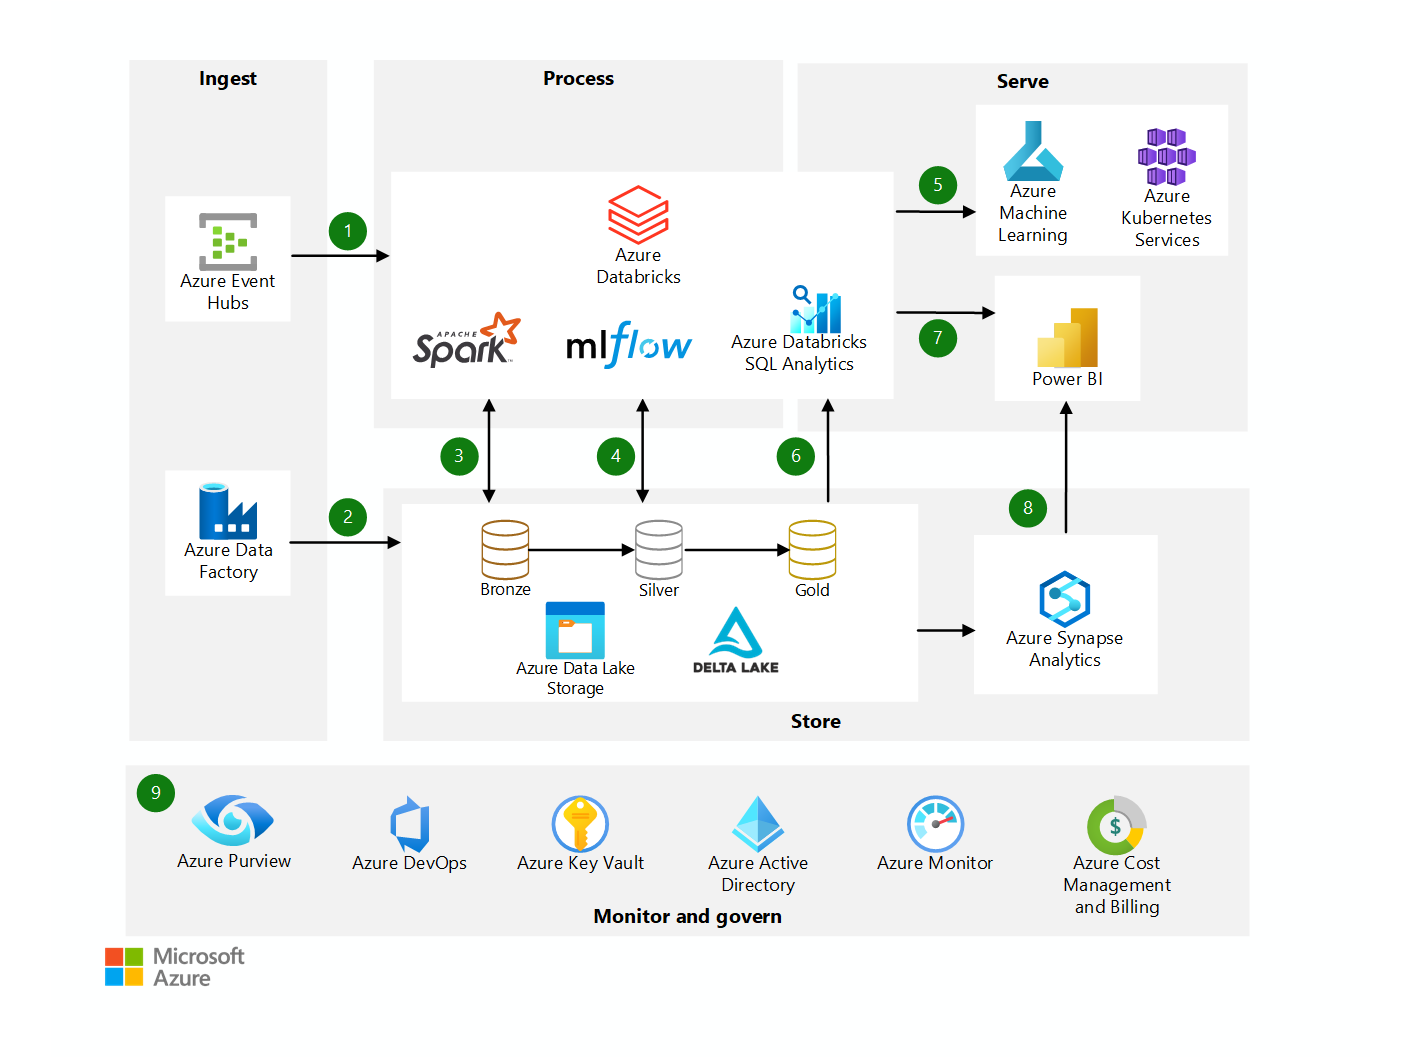 Ingest
Process
Serve
Azure Event
Hubs
1
Azure
Databricks
APACHE
Spark
TM
mlflow
Azure Databricks
SQL Analytics
5
Azure
Machine
Learning
Azure
Kubernetes
Services
7
Power BI
3
4
6
8
Azure Data
Factory
2
Bronze
Silver
Gold
Azure Data Lake
Storage
DELTA LAKE
Azure Synapse
Analytics
Store
9
Azure Purview
Azure DevOps
Azure Key Vault
Azure Active
Directory
Azure Monitor
$
Azure Cost
Management
and Billing
Monitor and govern
Microsoft
Azure